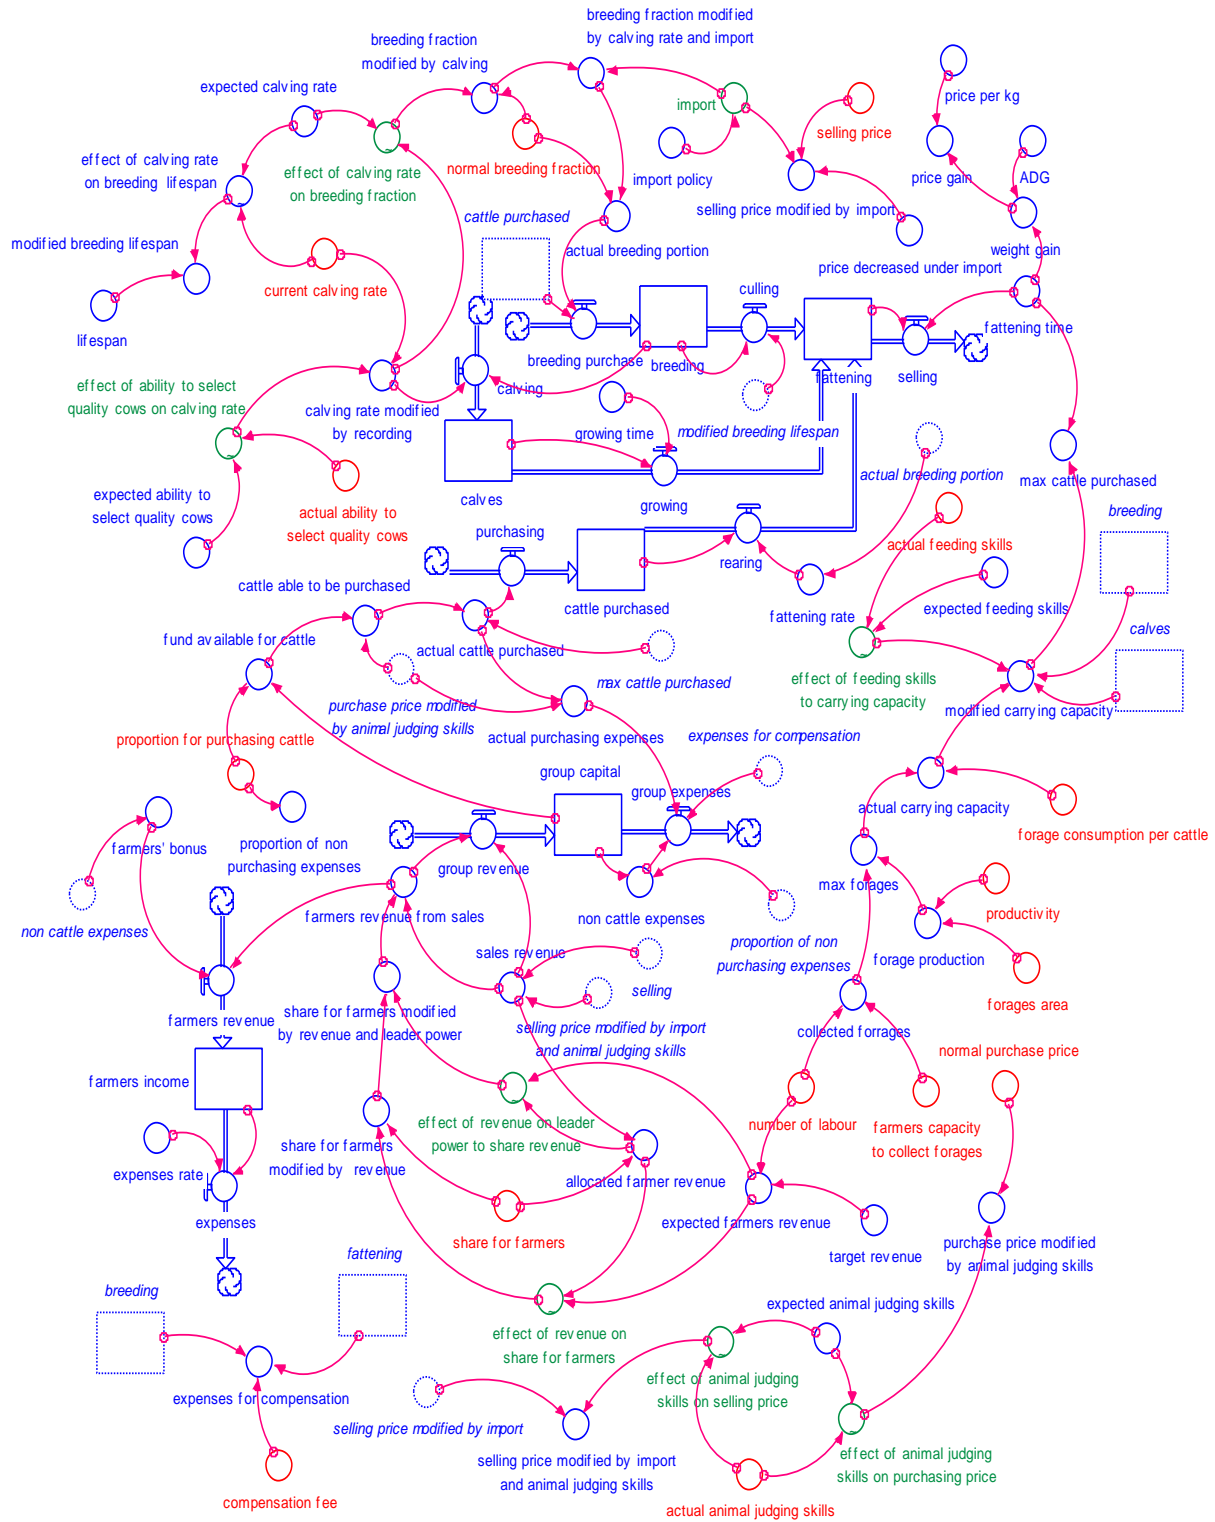 breeding fraction modified
by calving rate and import
breeding fraction
modified by calving
expected calving rate
price per kg
import
selling price
effect of calving rate
on breeding lifespan
effect of calving rate
on breeding fraction
normal breeding fraction
import policy
price gain
ADG
selling price modified by import
cattle purchased
modified breeding lifespan
actual breeding portion
weight gain
price decreased under import
current calving rate
culling
lifespan
fattening time
breeding purchase
breeding
fattening
selling
effect of ability to select
quality cows on calving rate
calving
calving rate modified
by recording
growing time
modified breeding lifespan
actual breeding portion
max cattle purchased
expected ability to
select quality cows
calves
growing
breeding
actual ability to
select quality cows
purchasing
actual feeding skills
rearing
cattle able to be purchased
cattle purchased
fattening rate
expected feeding skills
calves
fund available for cattle
actual cattle purchased
effect of feeding skills
to carrying capacity
max cattle purchased
purchase price modified
by animal judging skills
modified carrying capacity
proportion for purchasing cattle
actual purchasing expenses
expenses for compensation
group capital
group expenses
actual carrying capacity
forage consumption per cattle
farmers' bonus
proportion of non
purchasing expenses
group revenue
max forages
non cattle expenses
farmers revenue from sales
non cattle expenses
productivity
proportion of non
purchasing expenses
sales revenue
forage production
selling
forages area
share for farmers modified
by revenue and leader power
farmers revenue
selling price modified by import
and animal judging skills
collected forrages
normal purchase price
farmers income
effect of revenue on leader
power to share revenue
number of labour
farmers capacity
to collect forages
share for farmers
modified by revenue
expenses rate
allocated farmer revenue
expenses
share for farmers
expected farmers revenue
target revenue
purchase price modified
by animal judging skills
fattening
breeding
expected animal judging skills
effect of revenue on
share for farmers
effect of animal judging
skills on selling price
expenses for compensation
selling price modified by import
selling price modified by import
and animal judging skills
effect of animal judging
skills on purchasing price
compensation fee
actual animal judging skills